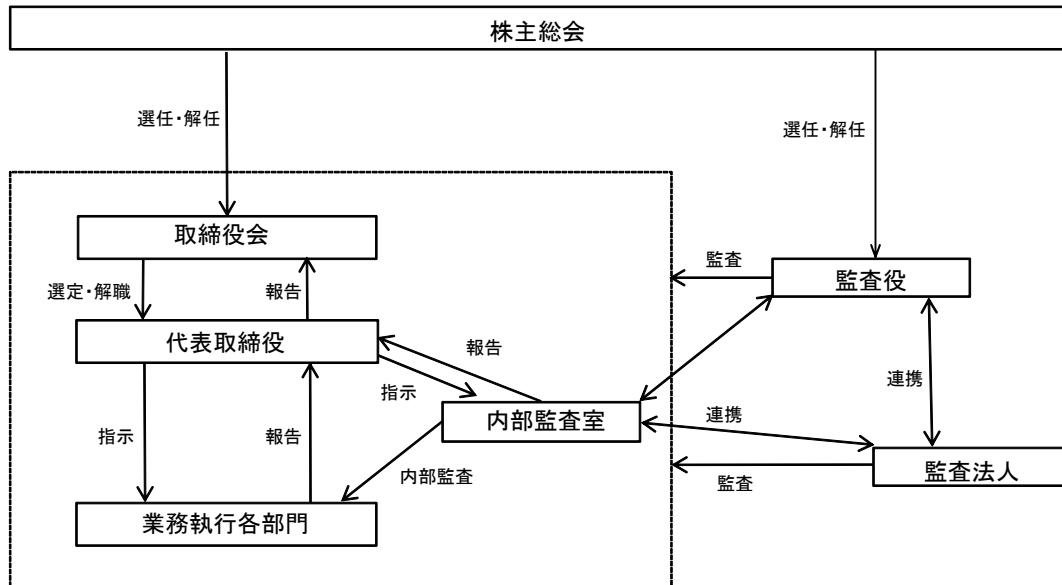 株主総会
選任・解任
選任・解任
取締役会
監査
監査役
選定・解職
報告
代表取締役
報告
指示
連携
内部監査室
連携
指示
報告
内部監査
監査
監査法人
業務執行各部門